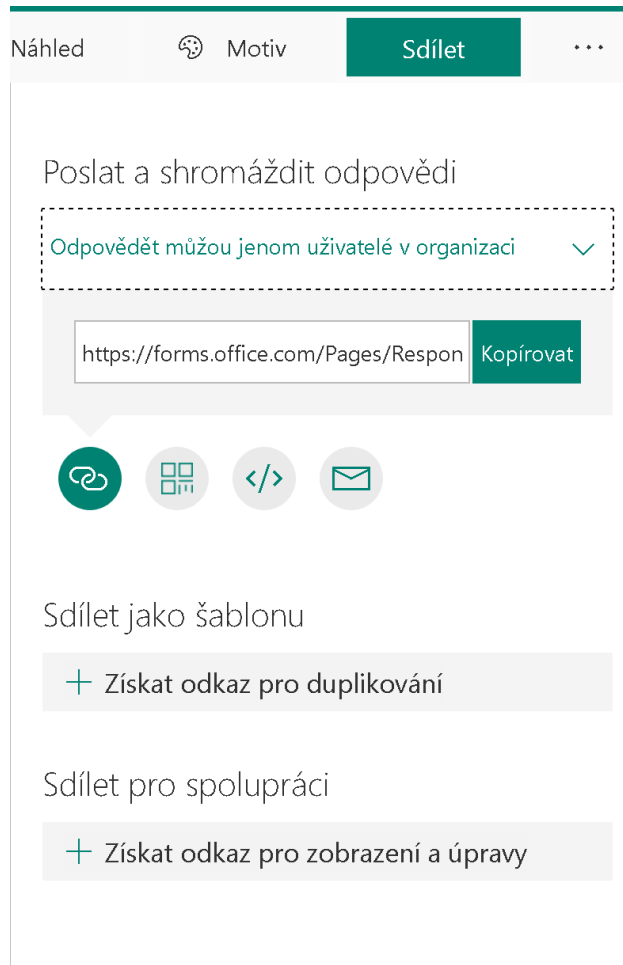 Náhled
Motiv
Sdílet
...
Poslat a shromáždit odpovědi
Odpovědět můžou jenom uživatelé v organizaci
https://forms.office.com/Pages/Respon
Kopírovat
</>
Sdílet jako šablonu
+ Získat odkaz pro duplikování
Sdílet pro spolupráci
+ Získat odkaz pro zobrazení a úpravy